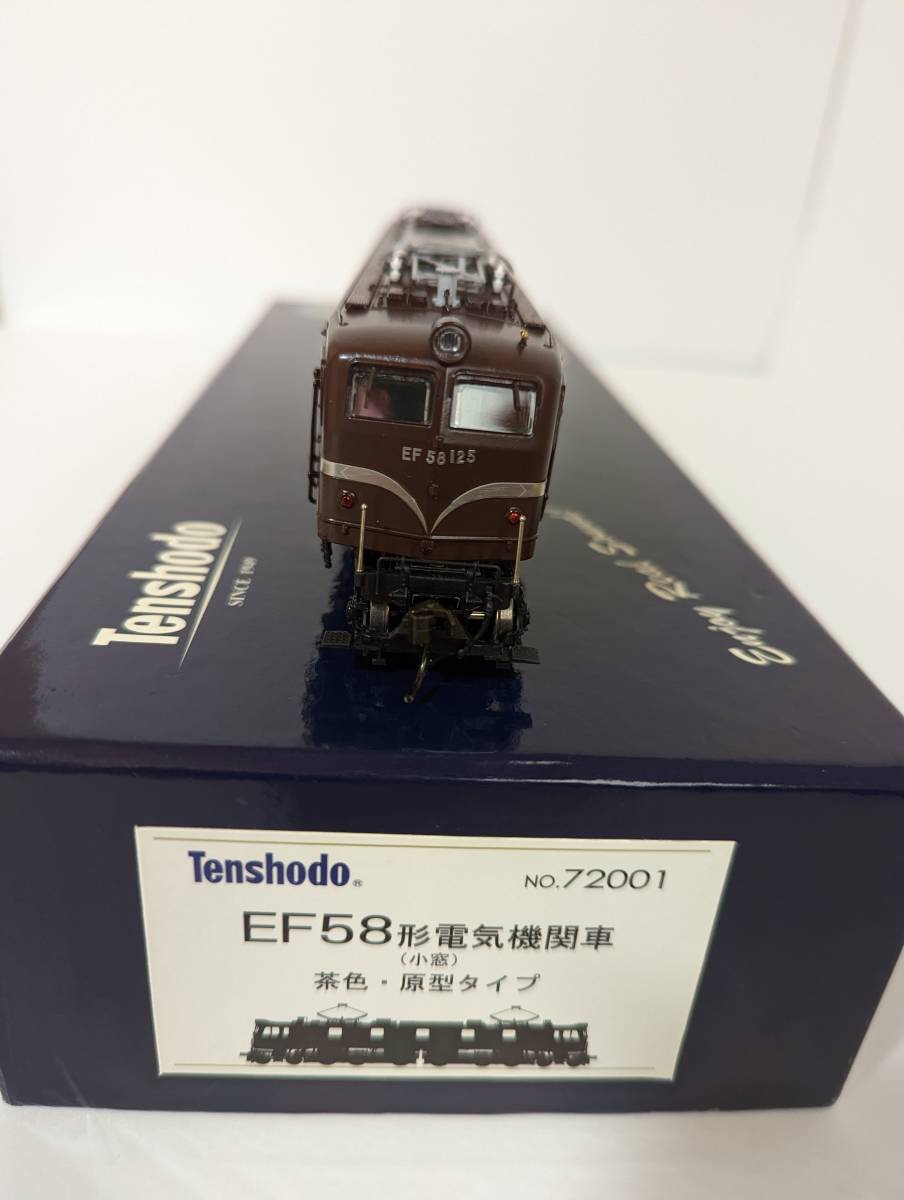 EF 58 125
Tenshodo
SINCE 1949
Enjoy
Tenshodo®
NO.72001
EF58形電気機関車
(小窓)
茶色・原型タイプ